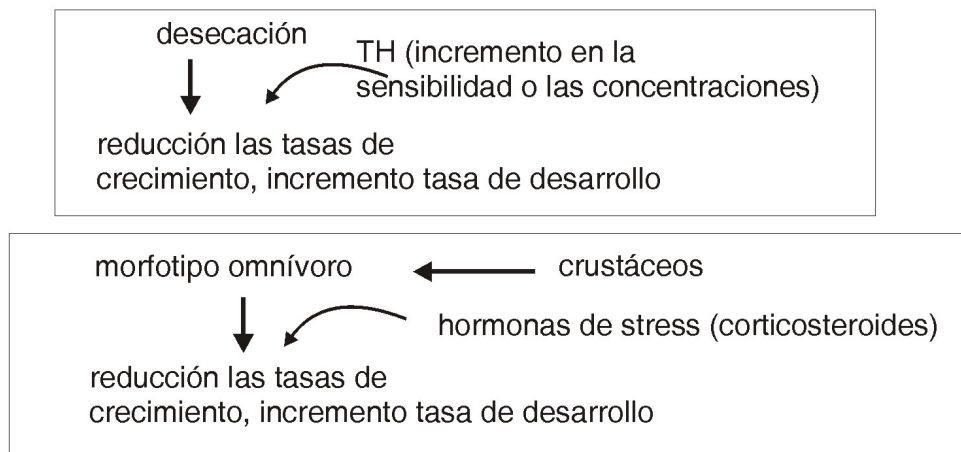 desecación
TH (incremento en la
sensibilidad o las concentraciones)
reducción las tasas de
crecimiento, incremento tasa de desarrollo
morfotipo omnívoro
crustáceos
hormonas de stress (corticosteroides)
reducción las tasas de
crecimiento, incremento tasa de desarrollo